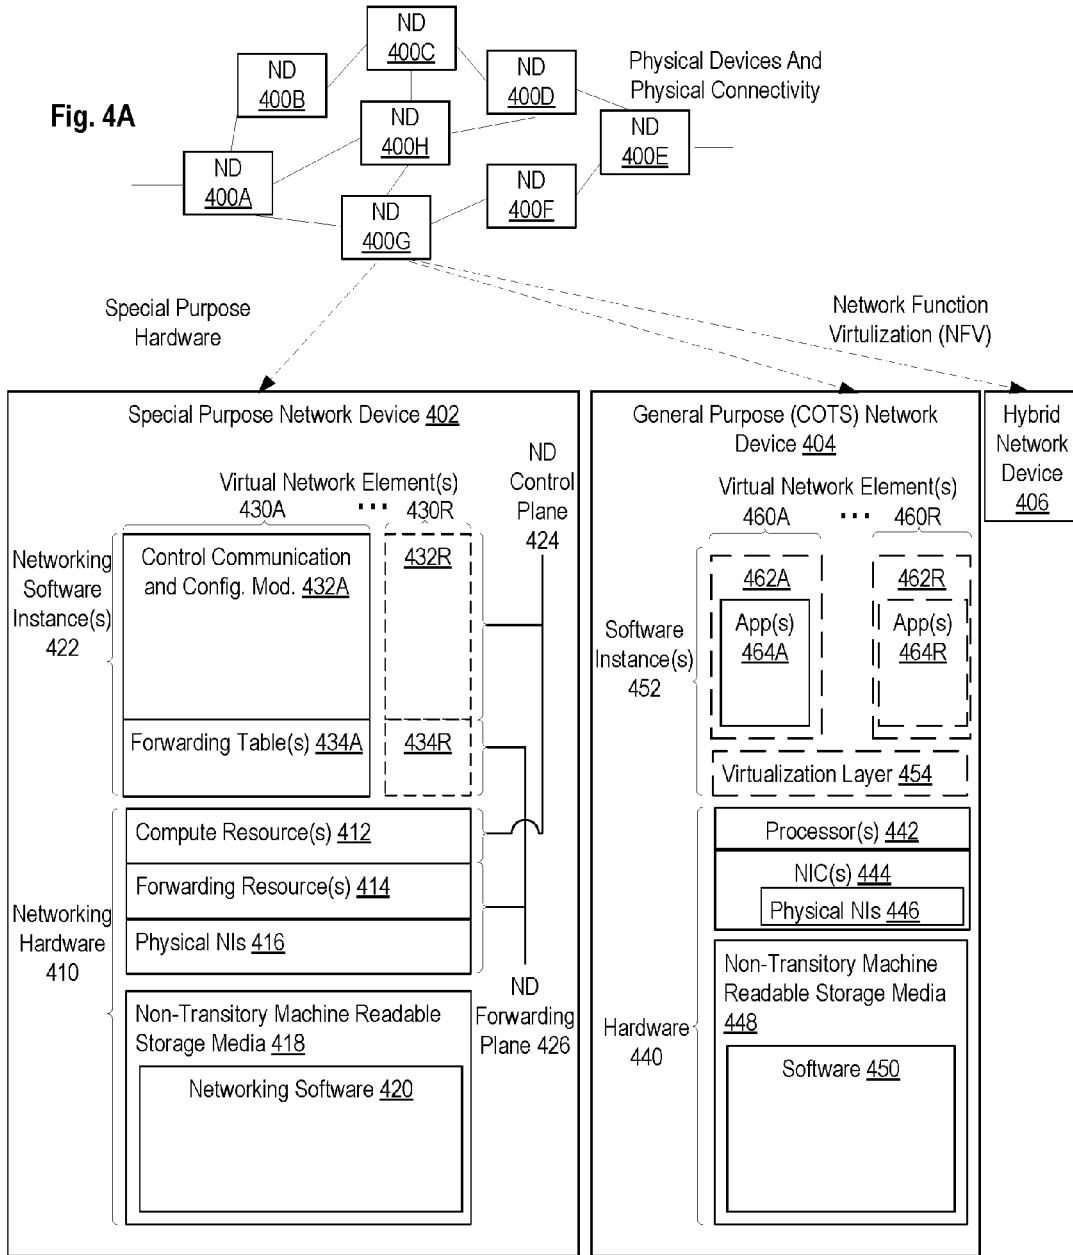 Fig. 4A
ND
400C
ND
400B
ND
400D
Physical Devices And
Physical Connectivity
ND
400H
ND
400E
ND
400A
ND
400F
ND
400G
Special Purpose
Hardware
Network Function
Virtulization (NFV)
Special Purpose Network Device 402
ND
Control
Plane
424
Virtual Network Element(s)
430A
...
430R
Networking
Software
Instance(s)
422
Control Communication
and Config. Mod. 432A
432R
Forwarding Table(s) 434A
434R
Networking
Hardware
410
Compute Resource(s) 412
Forwarding Resource(s) 414
Physical NIs 416
ND
Forwarding
Plane 426
Non-Transitory Machine Readable
Storage Media 418
Networking Software 420
General Purpose (COTS) Network
Device 404
Virtual Network Element(s)
460A
...
460R
Software
Instance(s)
452
462A
App(s)
464A
462R
App(s)
464R
Virtualization Layer 454
Hardware
440
Processor(s) 442
NIC(s) 444
Physical NIs 446
Non-Transitory Machine
Readable Storage Media
448
Software 450
Hybrid
Network
Device
406